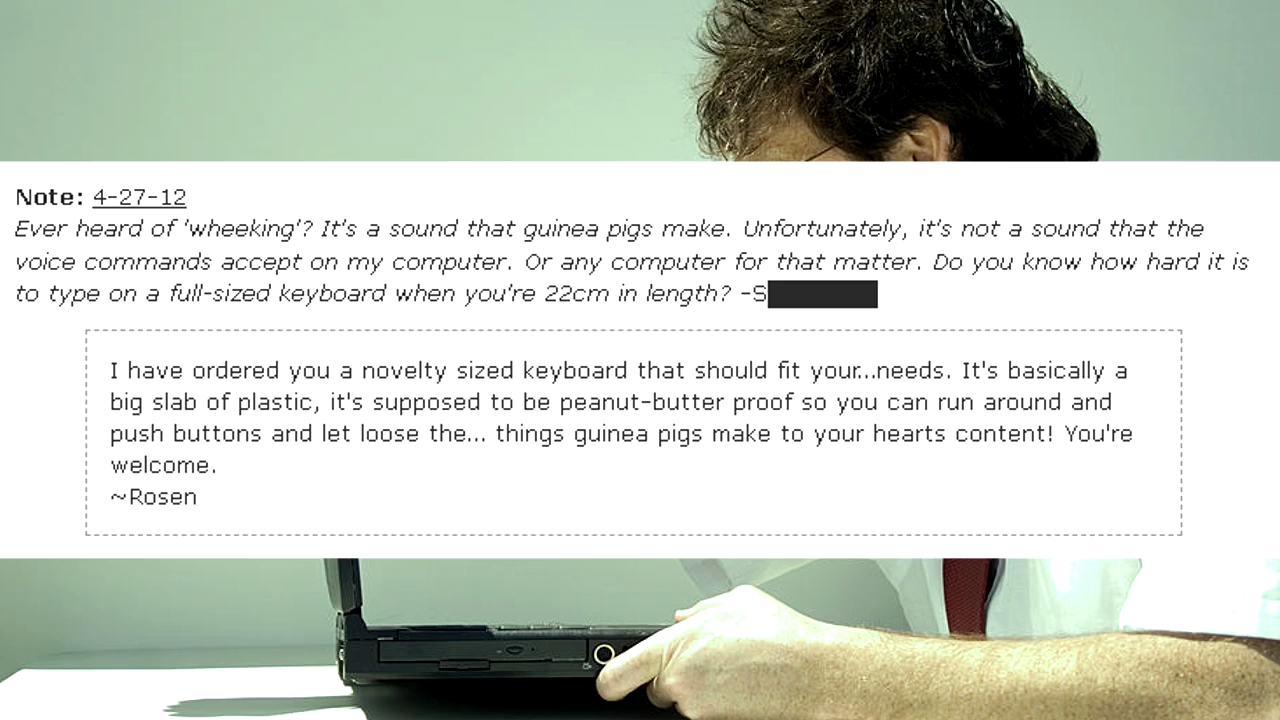 Note: 4-27-12
Ever heard of 'wheeking'? It's a sound that guinea pigs make. Unfortunately, it's not a sound that the
voice commands accept on my computer. Or any computer for that matter. Do you know how hard it is
to type on a full-sized keyboard when you're 22cm in length? -S
I have ordered you a novelty sized keyboard that should fit your...needs. It's basically a
big slab of plastic, it's supposed to be peanut-butter proof so you can run around and
push buttons and let loose the... things guinea pigs make to your hearts content! You're
welcome.
~Rosen